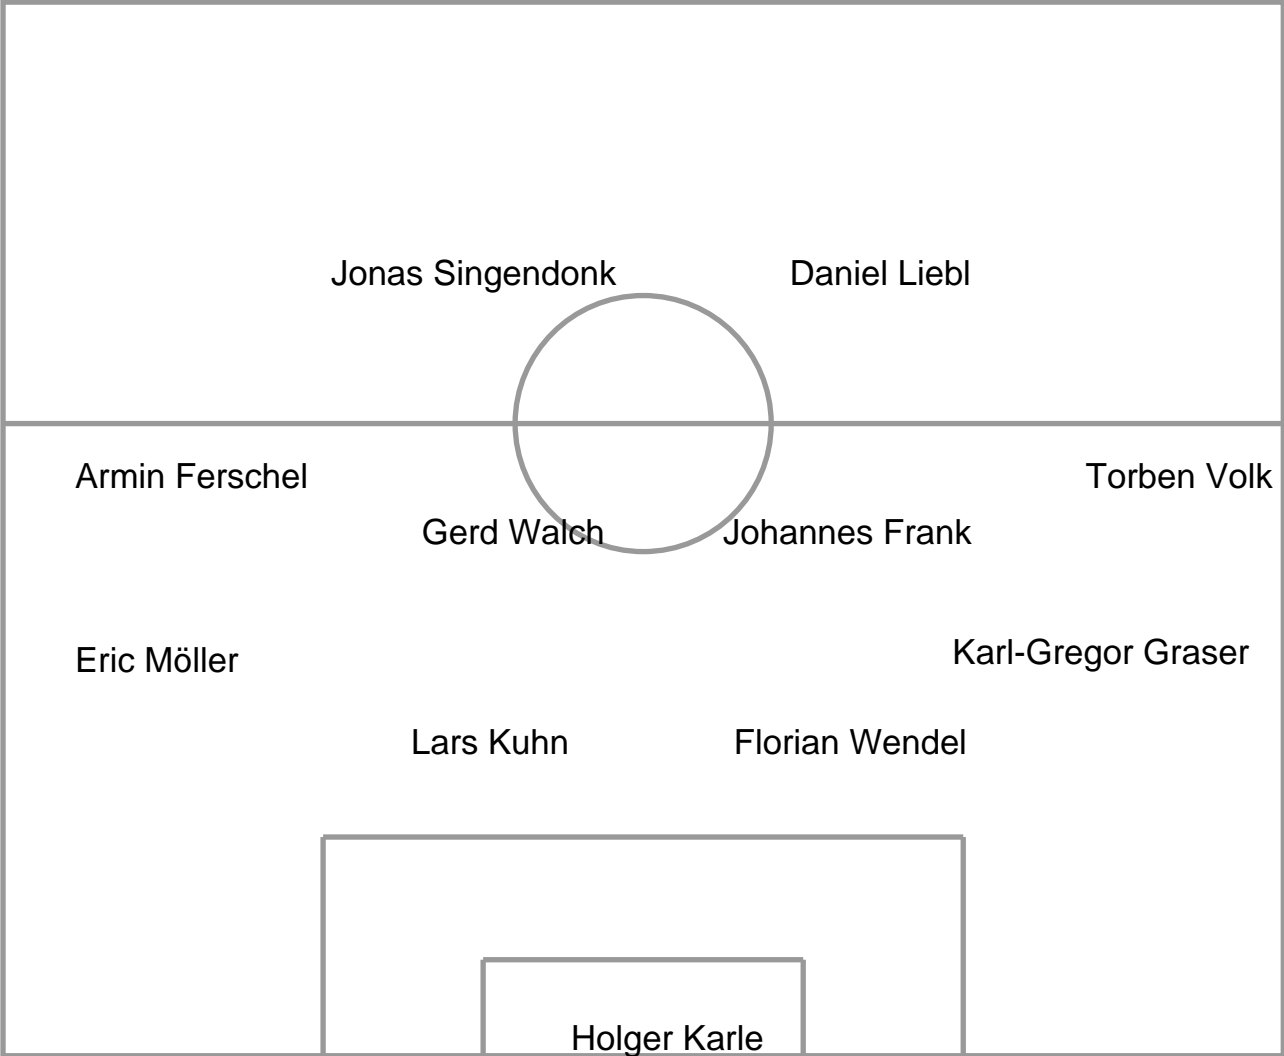 Jonas Singendonk
Daniel Liebl
Armin Ferschel
Torben Volk
Gerd Walch
Johannes Frank
Eric Möller
Karl-Gregor Graser
Lars Kuhn
Florian Wendel
Holger Karle